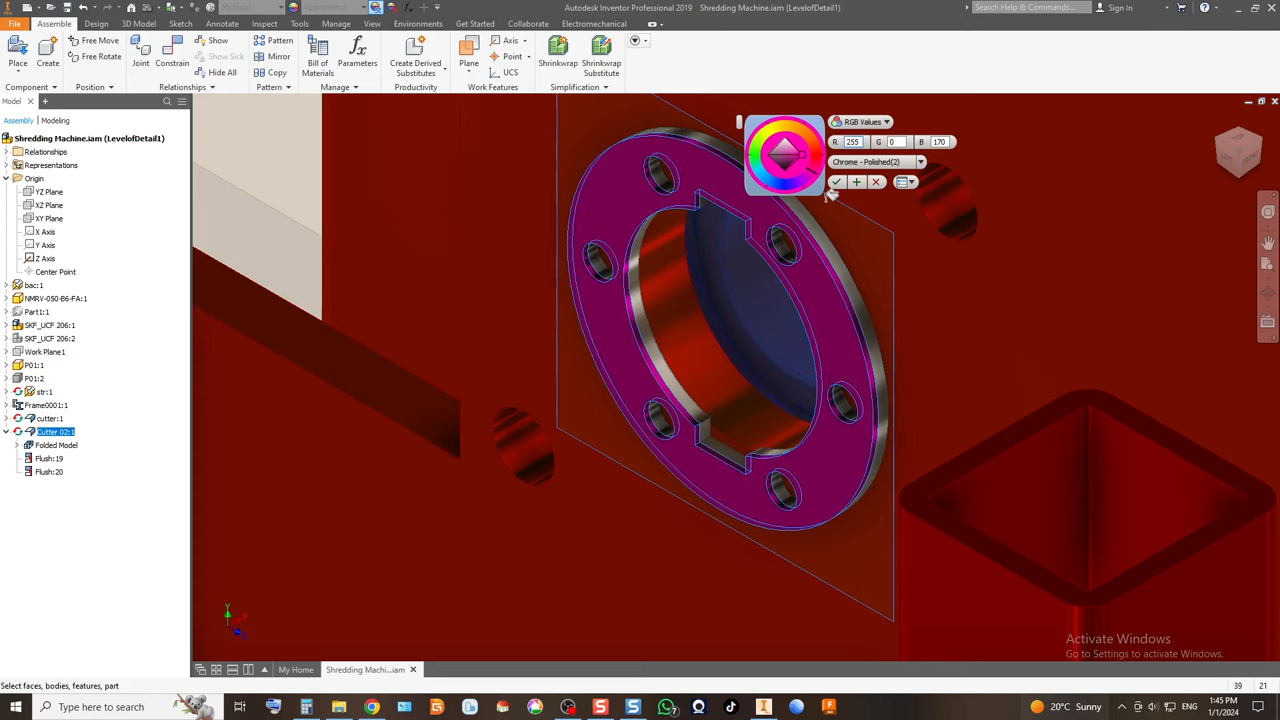 Material
Appearance
Autodesk Inventor Professional 2019 Shredding Machine.iam (LevelofDetail1)
Search Help & Commands...
Sign In
File
Assemble
Design
3D Model
Sketch
Annotate
Inspect
Tools
Manage
View
Environments
Get Started
Collaborate
Electromechanical
Place
Create
Free Move
Free Rotate
Joint
Constrain
Show
Show Sick
Hide All
Pattern
Mirror
Copy
Bill of
Materials
Parameters
Create Derived
Substitutes
Plane
Axis
Point
UCS
Shrinkwrap
Shrinkwrap
Substitute
Component
Position
Relationships
Pattern
Manage
Productivity
Work Features
Simplification
Model
Assembly
Modeling
Shredding Machine.iam (LevelofDetail1)
Relationships
Representations
Origin
YZ Plane
XZ Plane
XY Plane
X Axis
Y Axis
Z Axis
Center Point
bac:1
NMRV-050-B6-FA:1
Part1:1
SKF_UCF 206:1
SKF_UCF 206:2
Work Plane1
P01:1
P01:2
str:1
Frame0001:1
cutter:1
Cutter 02:1
Folded Model
Flush:19
Flush:20
RGB Values
R 255 G 0 B 170
Chrome - Polished(2)
TOP
FRONT
Y
Activate Windows
Go to Settings to activate Windows.
My Home
Shredding Machi...iam
Select faces, bodies, features, part
39 21
Type here to search
7
20°C Sunny
1:45 PM
1/1/2024